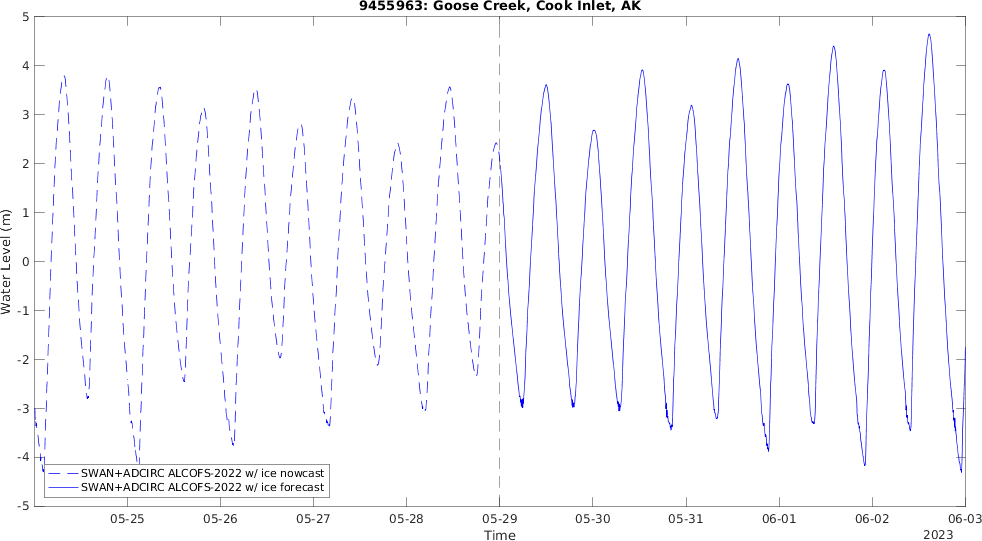 9455963: Goose Creek, Cook Inlet, AK
Water Level (m)
5
4
3
2
1
0
-1
-2
-3
-4
-5
SWAN+ADCIRC ALCOFS-2022 w/ ice nowcast
SWAN+ADCIRC ALCOFS-2022 w/ ice forecast
05-25 05-26 05-27 05-28 05-29 05-30 05-31 06-01 06-02 06-03
Time
2023